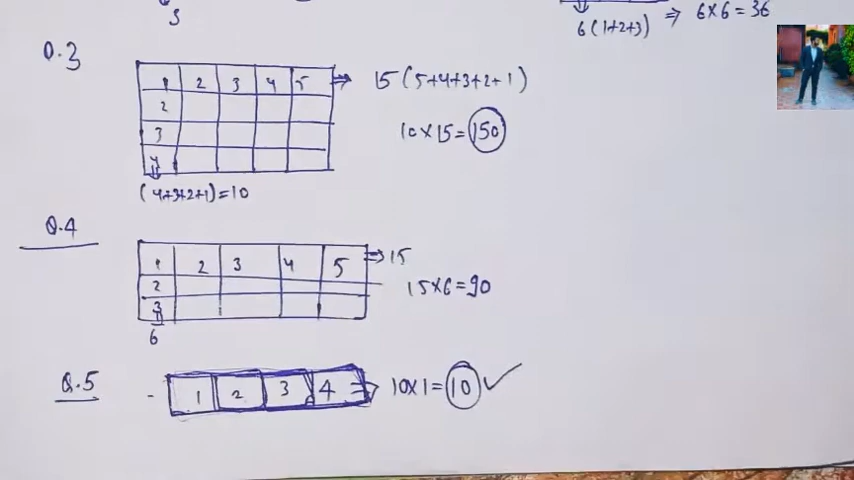 3
6(1+2+3) ⇒ 6×6=36
Q.3
1 2 3 4 5 ⇒ 15(5+4+3+2+1)
2
3
4
10×15=150
(4+3+2+1)=10
Q.4
1 2 3 4 5 ⇒15
2
3
15×6=90
6
Q.5
1 2 3 4 ⇒ 10×1=10 ✓